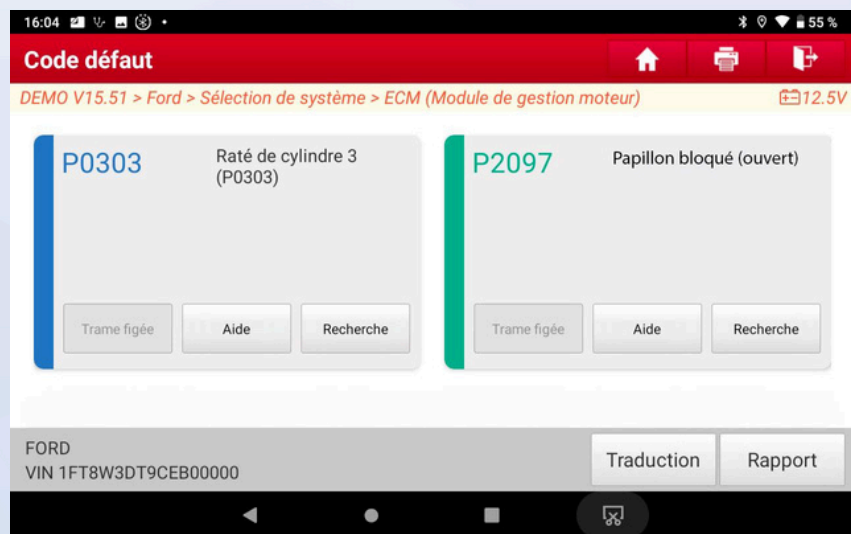 16:04
55 %
Code défaut
DEMO V15.51 > Ford > Sélection de système > ECM (Module de gestion moteur)
12.5V
P0303
Raté de cylindre 3
(P0303)
Trame figée
Aide
Recherche
P2097
Papillon bloqué (ouvert)
Trame figée
Aide
Recherche
FORD
VIN 1FT8W3DT9CEB00000
Traduction
Rapport